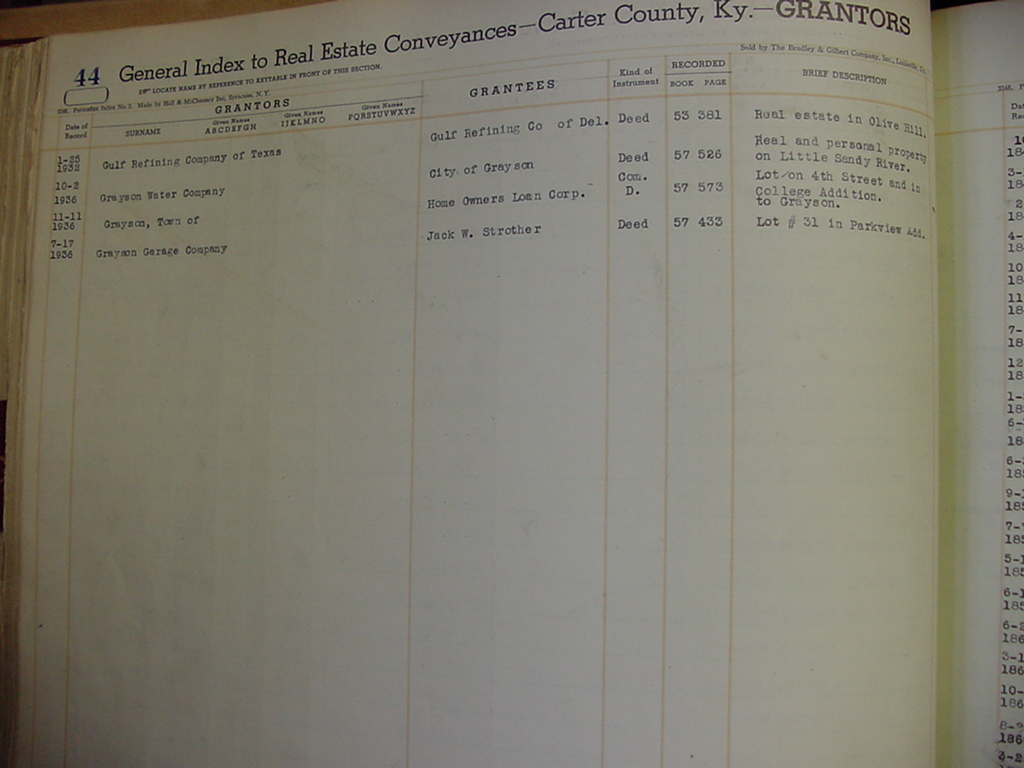 44 General Index to Real Estate Conveyances—Carter County, Ky.—GRANTORS
LOCATE NAME BY REFERENCE TO KEYTABLE IN FRONT OF THIS SECTION.
Sold by The Bradley & Gilbert Company, Inc., Louisville, Ky.
Made by Hall & McChesney Inc. Syracuse, N. Y.
Date of Record GRANTORS GRANTEES Kind of Instrument RECORDED BRIEF DESCRIPTION
SURNAME Given Names ABCDEFGH Given Names IJKLMNO Given Names PQRSTUVWXYZ BOOK PAGE
1-25 1932 Gulf Refining Company of Texas Gulf Refining Co of Del. Deed 53 381 Real estate in Olive Hill.
10-2 1936 Grayson Water Company City of Grayson Deed 57 526 Real and personal property
on Little Sandy River.
11-11 1936 Grayson, Town of Home Owners Loan Corp. Com. D. 57 573 Lot on 4th Street and in
College Addition.
to Grayson.
7-17 1936 Grayson Garage Company Jack W. Strother Deed 57 433 Lot # 31 in Parkview Add.